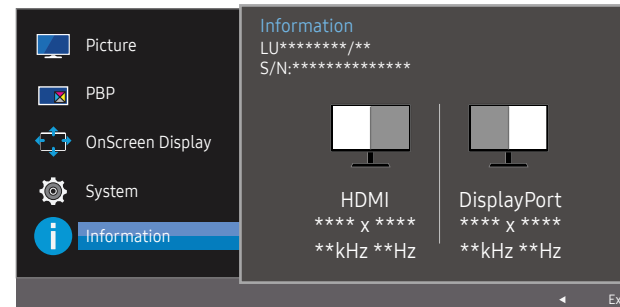 Picture
PBP
OnScreen Display
System
Information
Information
LU********/**
S/N:**************
HDMI
**** x ****
**kHz **Hz
DisplayPort
**** x ****
**kHz **Hz